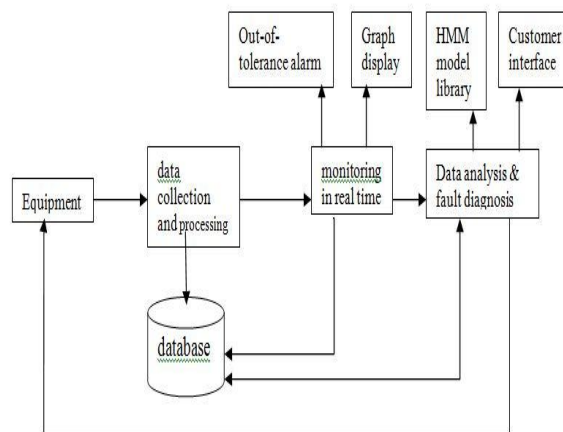 Out-of-
tolerance alarm
Graph
display
HMM
model
library
Customer
interface
Equipment
data
collection
and processing
monitoring
in real time
Data analysis &
fault diagnosis
database